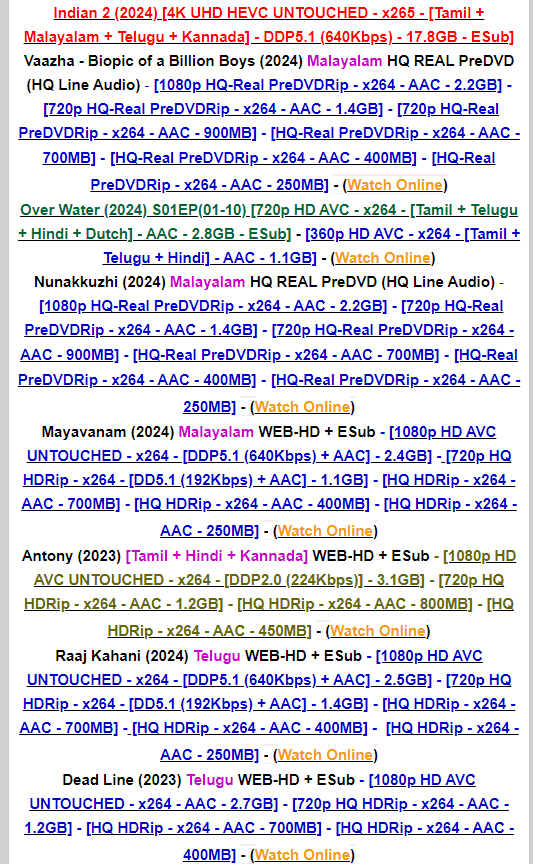 Indian 2 (2024) [4K UHD HEVC UNTOUCHED - x265 - [Tamil +
Malayalam + Telugu + Kannada] - DDP5.1 (640Kbps) - 17.8GB - ESub]
Vaazha - Biopic of a Billion Boys (2024) Malayalam HQ REAL PreDVD
(HQ Line Audio) - [1080p HQ-Real PreDVDRip - x264 - AAC - 2.2GB] -
[720p HQ-Real PreDVDRip - x264 - AAC - 1.4GB] - [720p HQ-Real
PreDVDRip - x264 - AAC - 900MB] - [HQ-Real PreDVDRip - x264 - AAC -
700MB] - [HQ-Real PreDVDRip - x264 - AAC - 400MB] - [HQ-Real
PreDVDRip - x264 - AAC - 250MB] - (Watch Online)
Over Water (2024) S01EP(01-10) [720p HD AVC - x264 - [Tamil + Telugu
+ Hindi + Dutch] - AAC - 2.8GB - ESub] - [360p HD AVC - x264 - [Tamil +
Telugu + Hindi] - AAC - 1.1GB] - (Watch Online)
Nunakkuzhi (2024) Malayalam HQ REAL PreDVD (HQ Line Audio) -
[1080p HQ-Real PreDVDRip - x264 - AAC - 2.2GB] - [720p HQ-Real
PreDVDRip - x264 - AAC - 1.4GB] - [720p HQ-Real PreDVDRip - x264 -
AAC - 900MB] - [HQ-Real PreDVDRip - x264 - AAC - 700MB] - [HQ-Real
PreDVDRip - x264 - AAC - 400MB] - [HQ-Real PreDVDRip - x264 - AAC -
250MB] - (Watch Online)
Mayavanam (2024) Malayalam WEB-HD + ESub - [1080p HD AVC
UNTOUCHED - x264 - [DDP5.1 (640Kbps) + AAC] - 2.4GB] - [720p HQ
HDRip - x264 - [DD5.1 (192Kbps) + AAC] - 1.1GB] - [HQ HDRip - x264 -
AAC - 700MB] - [HQ HDRip - x264 - AAC - 400MB] - [HQ HDRip - x264 -
AAC - 250MB] - (Watch Online)
Antony (2023) [Tamil + Hindi + Kannada] WEB-HD + ESub - [1080p HD
AVC UNTOUCHED - x264 - [DDP2.0 (224Kbps)] - 3.1GB] - [720p HQ
HDRip - x264 - AAC - 1.2GB] - [HQ HDRip - x264 - AAC - 800MB] - [HQ
HDRip - x264 - AAC - 450MB] - (Watch Online)
Raaj Kahani (2024) Telugu WEB-HD + ESub - [1080p HD AVC
UNTOUCHED - x264 - [DDP5.1 (640Kbps) + AAC] - 2.5GB] - [720p HQ
HDRip - x264 - [DD5.1 (192Kbps) + AAC] - 1.4GB] - [HQ HDRip - x264 -
AAC - 700MB] - [HQ HDRip - x264 - AAC - 400MB] - [HQ HDRip - x264 -
AAC - 250MB] - (Watch Online)
Dead Line (2023) Telugu WEB-HD + ESub - [1080p HD AVC
UNTOUCHED - x264 - AAC - 2.7GB] - [720p HQ HDRip - x264 - AAC -
1.2GB] - [HQ HDRip - x264 - AAC - 700MB] - [HQ HDRip - x264 - AAC -
400MB] - (Watch Online)